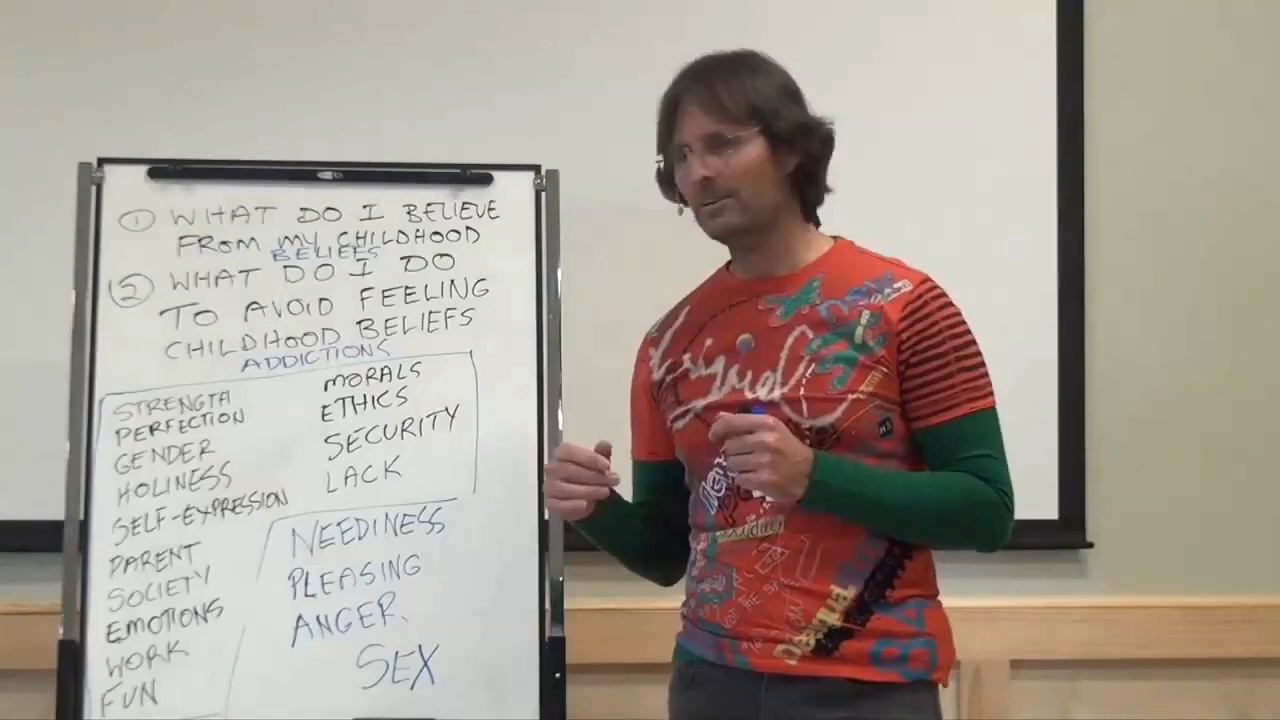 ① WHAT DO I BELIEVE
FROM MY CHILDHOOD
BELIEFS
② WHAT DO I DO
TO AVOID FEELING
CHILDHOOD BELIEFS
ADDICTIONS
STRENGTH
PERFECTION
GENDER
HOLINESS
SELF-EXPRESSION
PARENT
SOCIETY
EMOTIONS
WORK
FUN
MORALS
ETHICS
SECURITY
LACK
NEEDINESS
PLEASING
ANGER.
SEX
Desigual